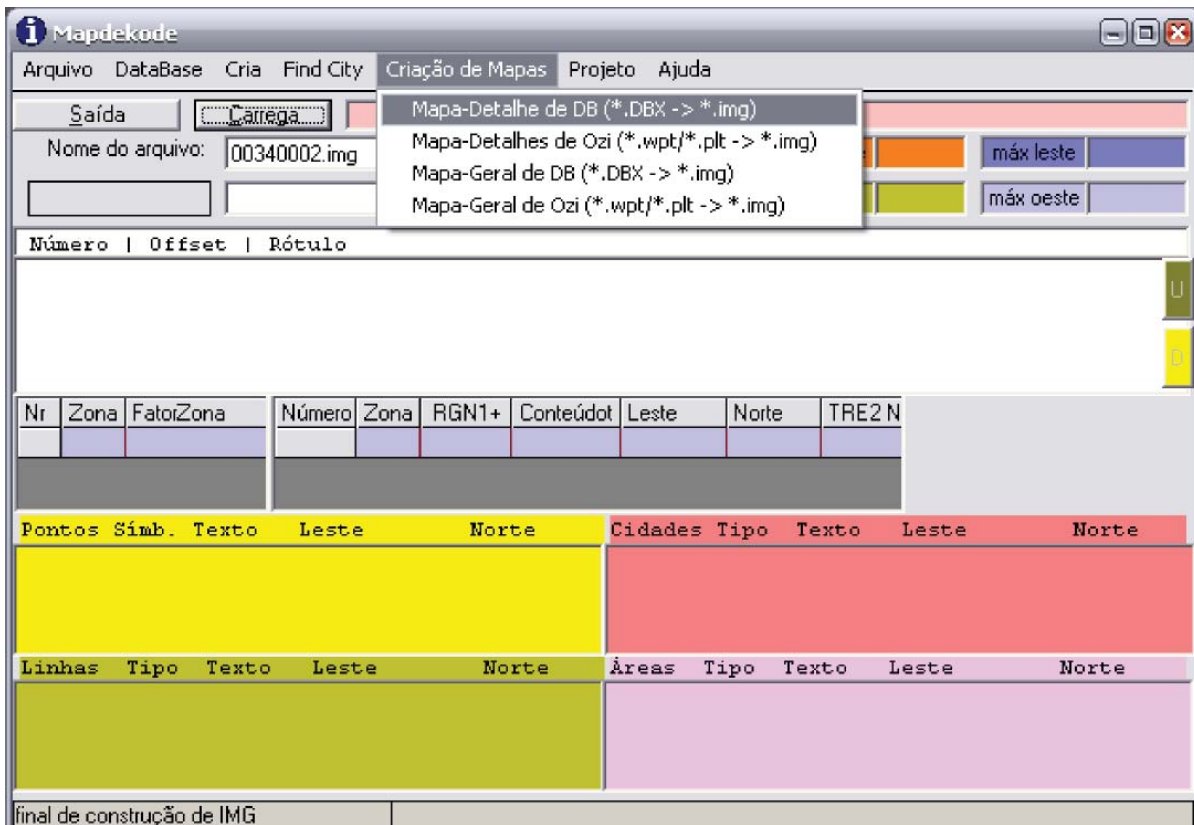 Mapdekode
Arquivo DataBase Cria Find City Criação de Mapas Projeto Ajuda
Mapa-Detalhe de DB (*.DBX -> *.img)
Mapa-Detalhes de Ozi (*.wpt/*.plt -> *.img)
Mapa-Geral de DB (*.DBX -> *.img)
Mapa-Geral de Ozi (*.wpt/*.plt -> *.img)
Saída Carrega
Nome do arquivo: 00340002.img máx leste
máx oeste
Número | Offset | Rótulo
U
D
Nr Zona FatorZona Número Zona RGN1+ Conteúdot Leste Norte TRE2 N
Pontos Símb. Texto Leste Norte Cidades Tipo Texto Leste Norte
Linhas Tipo Texto Leste Norte Áreas Tipo Texto Leste Norte
final de construção de IMG